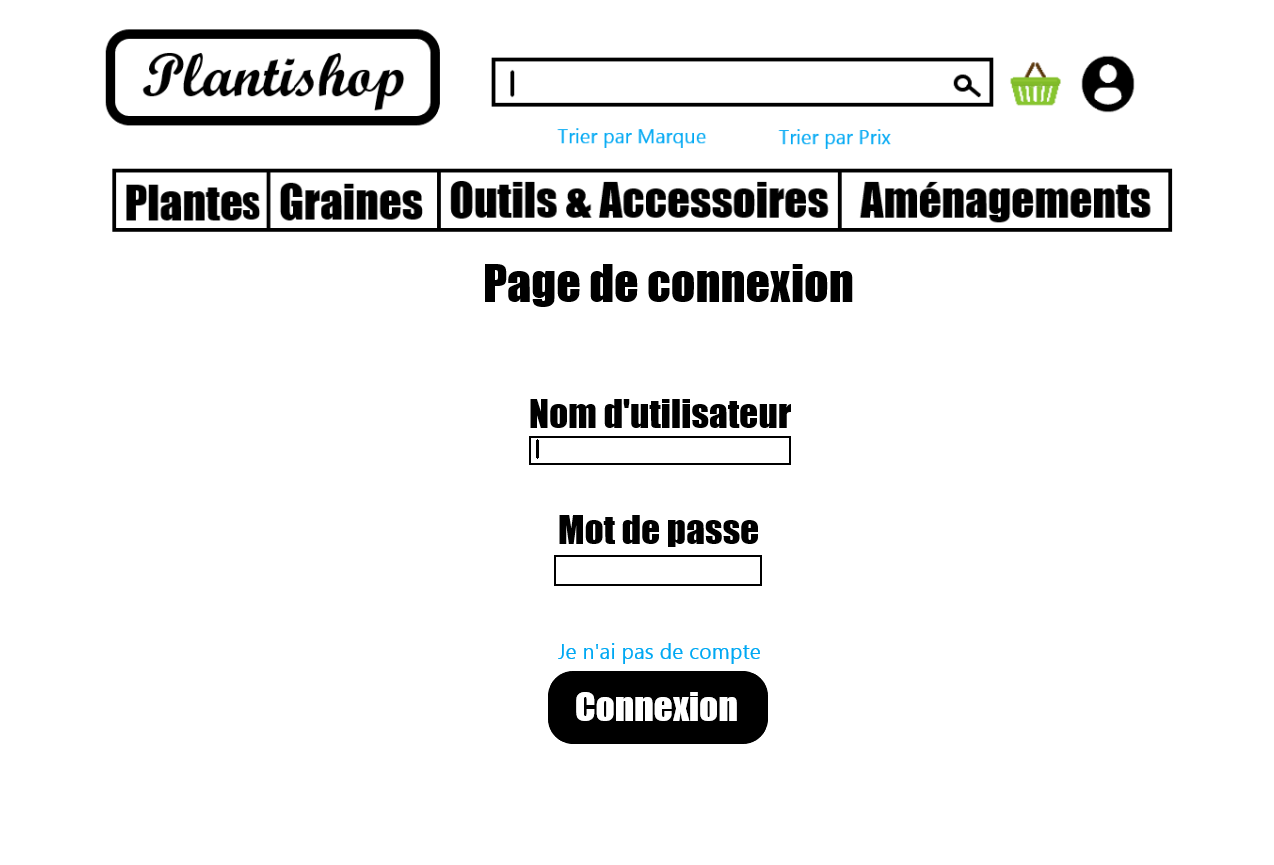 Plantishop
Trier par Marque
Trier par Prix
Plantes
Graines
Outils & Accessoires
Aménagements
Page de connexion
Nom d'utilisateur
Mot de passe
Je n'ai pas de compte
Connexion